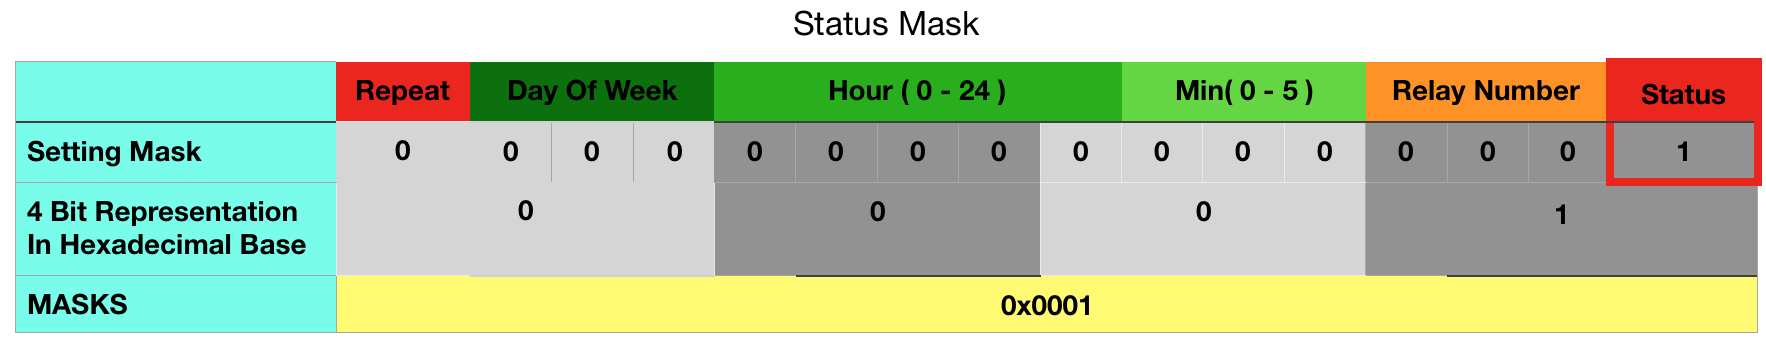 Status Mask
Repeat Day Of Week Hour ( 0 - 24 ) Min( 0 - 5 ) Relay Number Status
Setting Mask 0 0 0 0 0 0 0 0 0 0 0 0 0 0 0 1
4 Bit Representation
In Hexadecimal Base 0 0 0 1
MASKS 0x0001